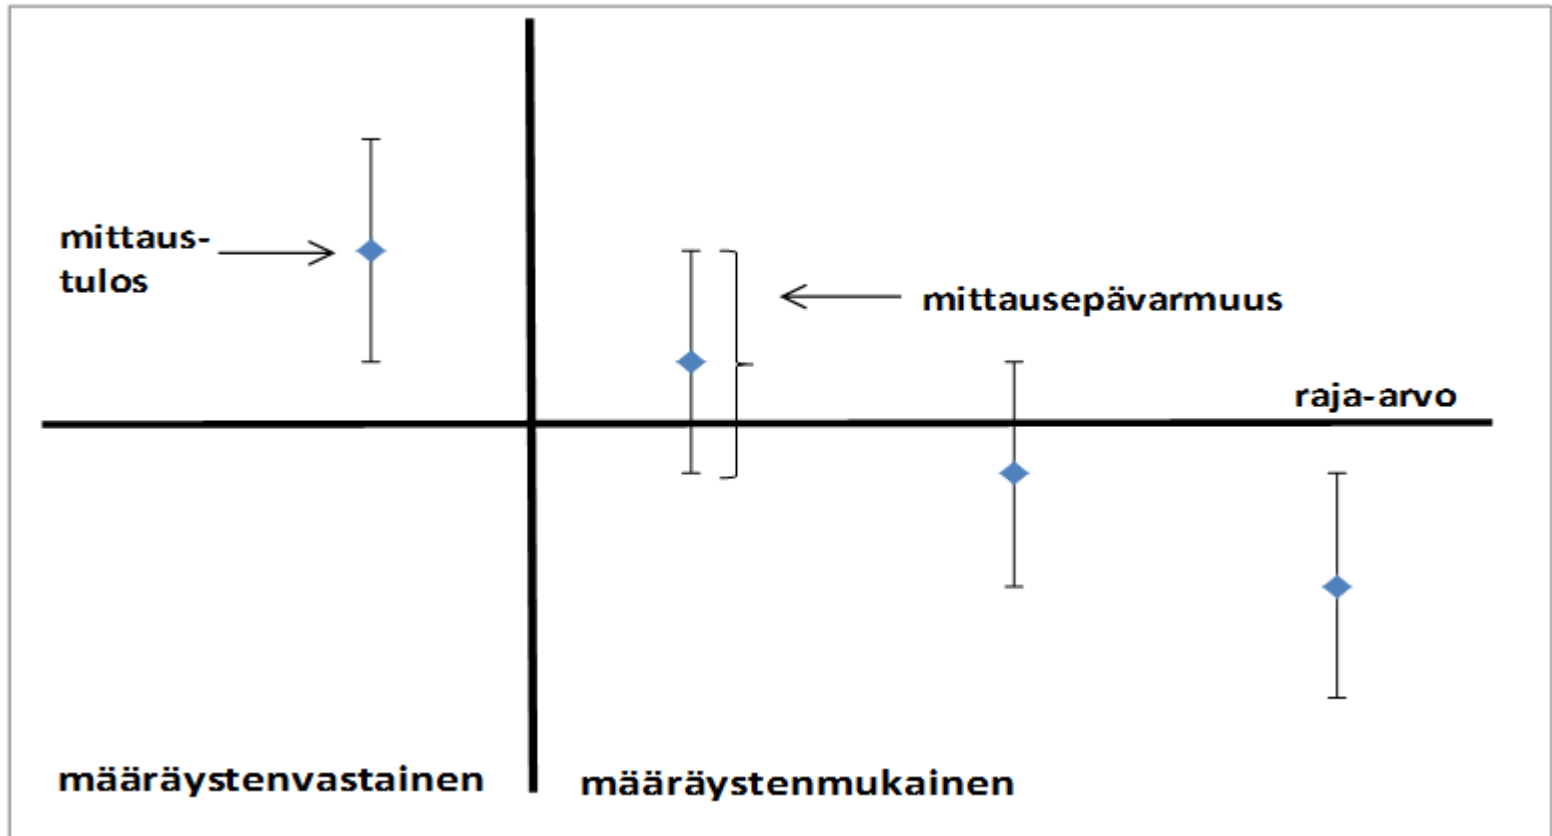 mittaus-
tulos
mittausepävarmuus
raja-arvo
määräystenvastainen
määräystenmukainen